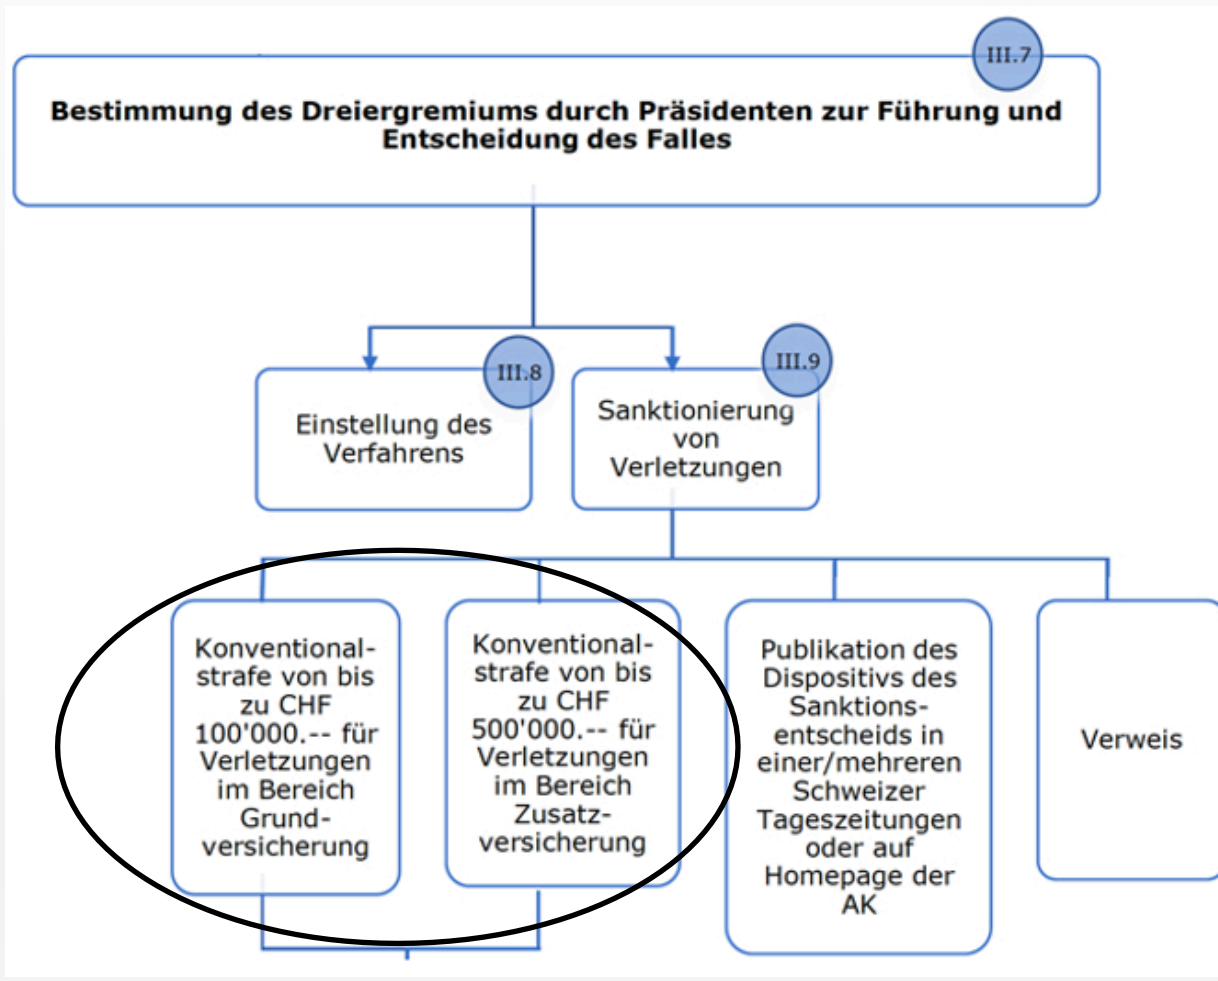 III.7
Bestimmung des Dreiergremiums durch Präsidenten zur Führung und
Entscheidung des Falles
III.8
Einstellung des
Verfahrens
III.9
Sanktionierung
von
Verletzungen
Konventional-
strafe von bis
zu CHF
100'000.-- für
Verletzungen
im Bereich
Grund-
versicherung
Konventional-
strafe von bis
zu CHF
500'000.-- für
Verletzungen
im Bereich
Zusatz-
versicherung
Publikation des
Dispositivs des
Sanktions-
entscheids in
einer/mehreren
Schweizer
Tageszeitungen
oder auf
Homepage der
AK
Verweis